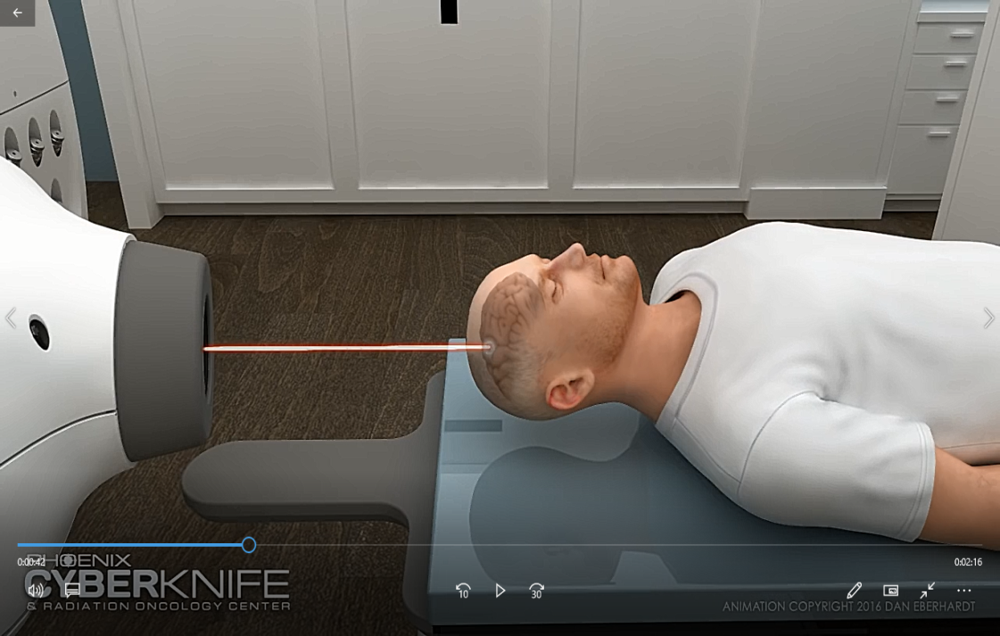 0:00:42
0:02:16
PHOENIX
CYBERKNIFE
& RADIATION ONCOLOGY CENTER
10
30
ANIMATION COPYRIGHT 2016 DAN EBERHARDT